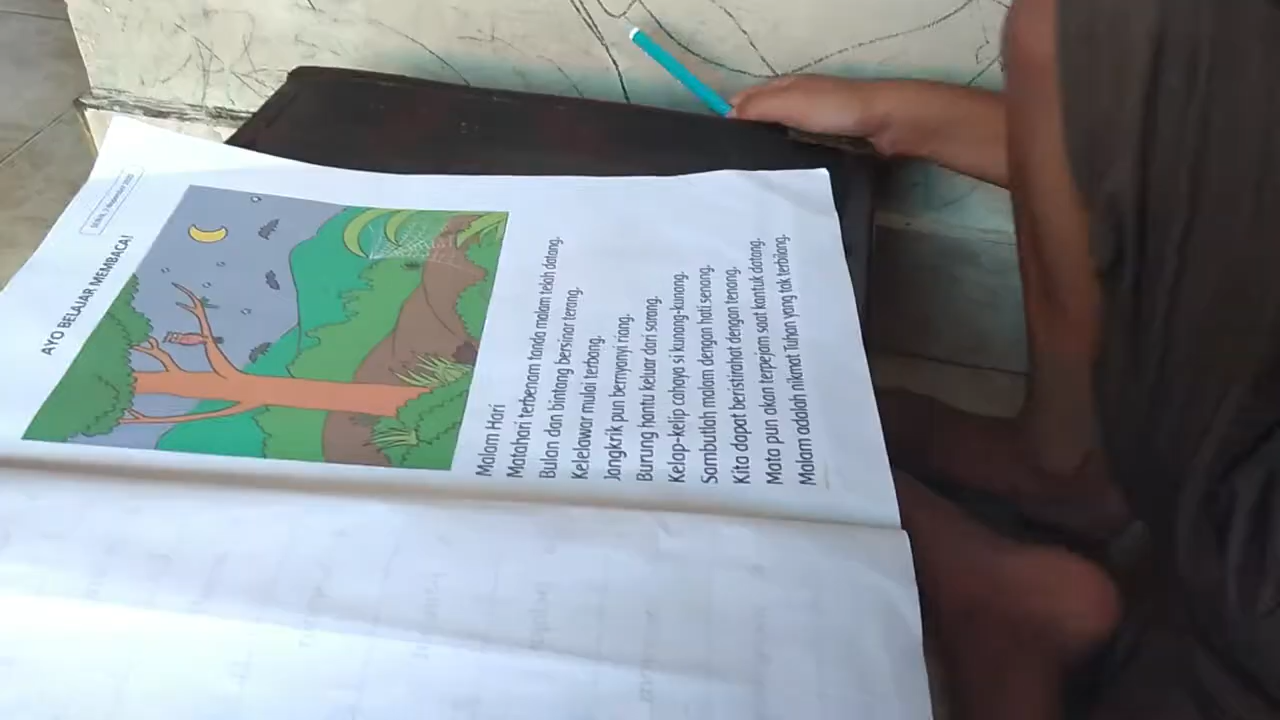 AYO BELAJAR MEMBACA!
Malam Hari
Matahari terbenam tanda malam telah datang.
Bulan dan bintang bersinar terang.
Kelelawar mulai terbang.
Jangkrik pun bernyanyi riang.
Burung hantu keluar dari sarang.
Kelap-kelip cahaya si kunang-kunang.
Sambutlah malam dengan hati senang.
Kita dapat beristirahat dengan tenang.
Mata pun akan terpejam saat kantuk datang.
Malam adalah nikmat Tuhan yang tak terbilang.